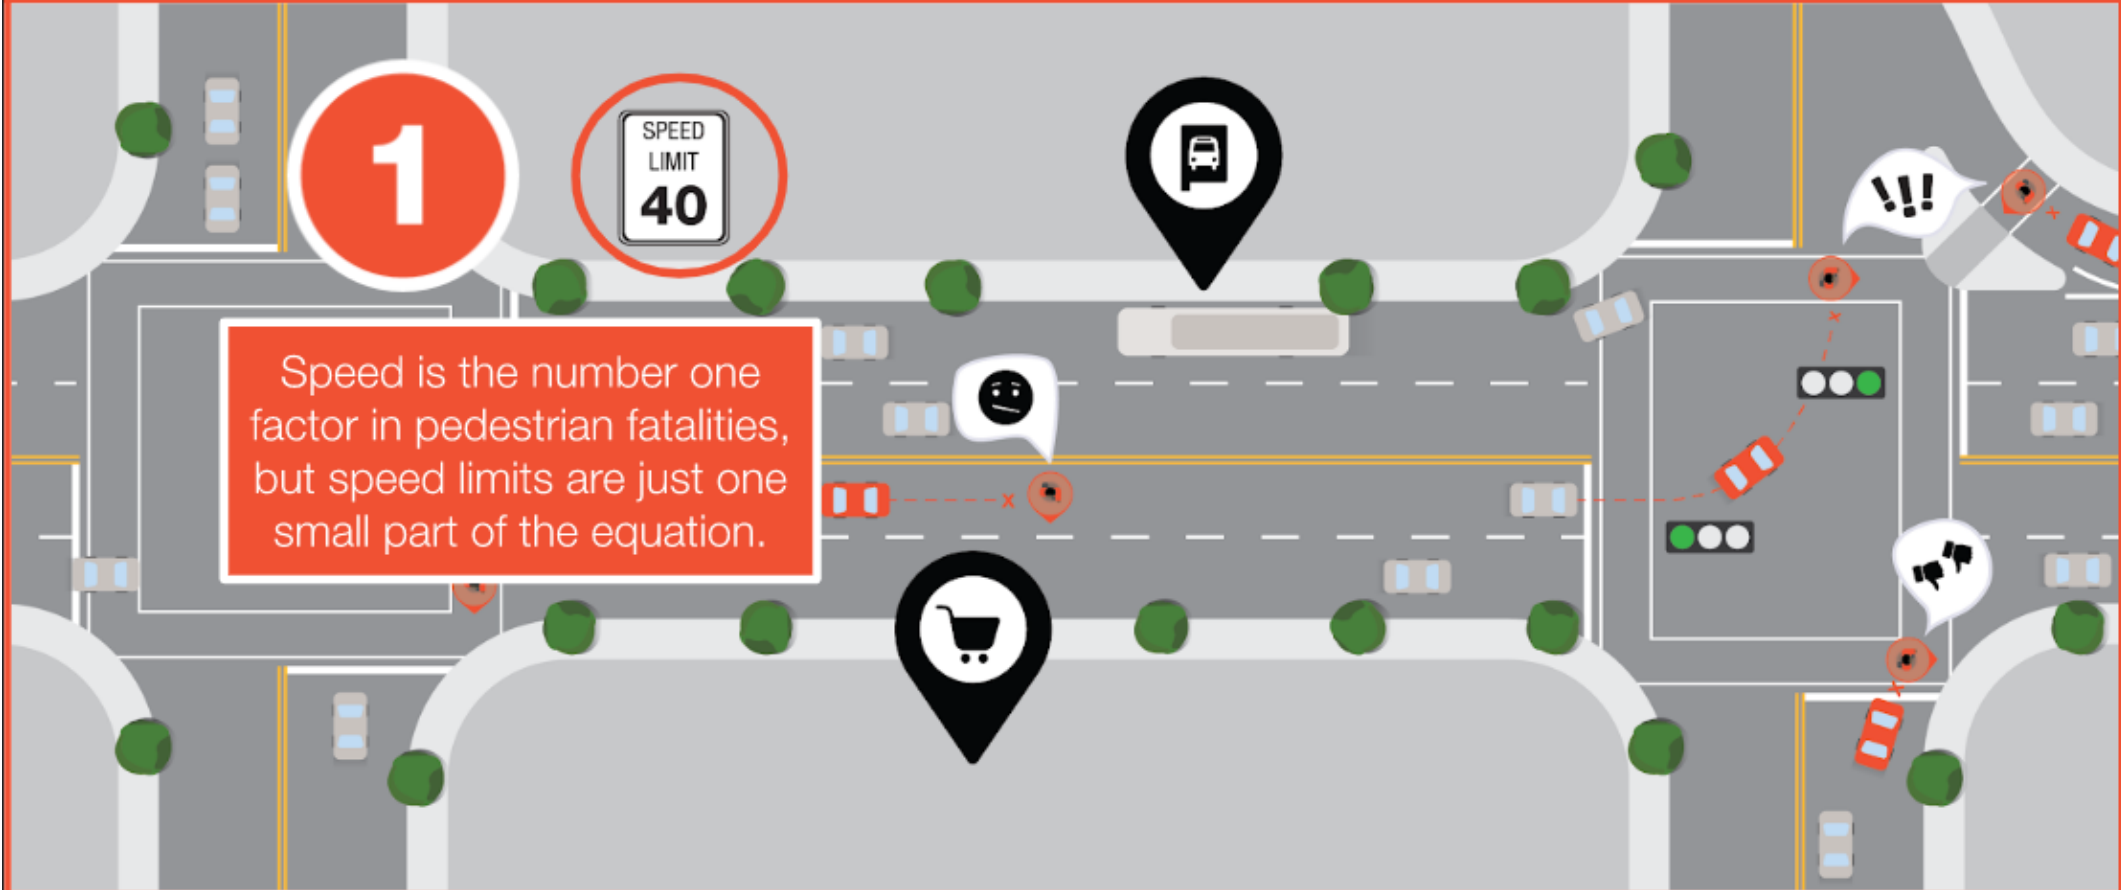 1
SPEED
LIMIT
40
!!!
Speed is the number one
factor in pedestrian fatalities,
but speed limits are just one
small part of the equation.